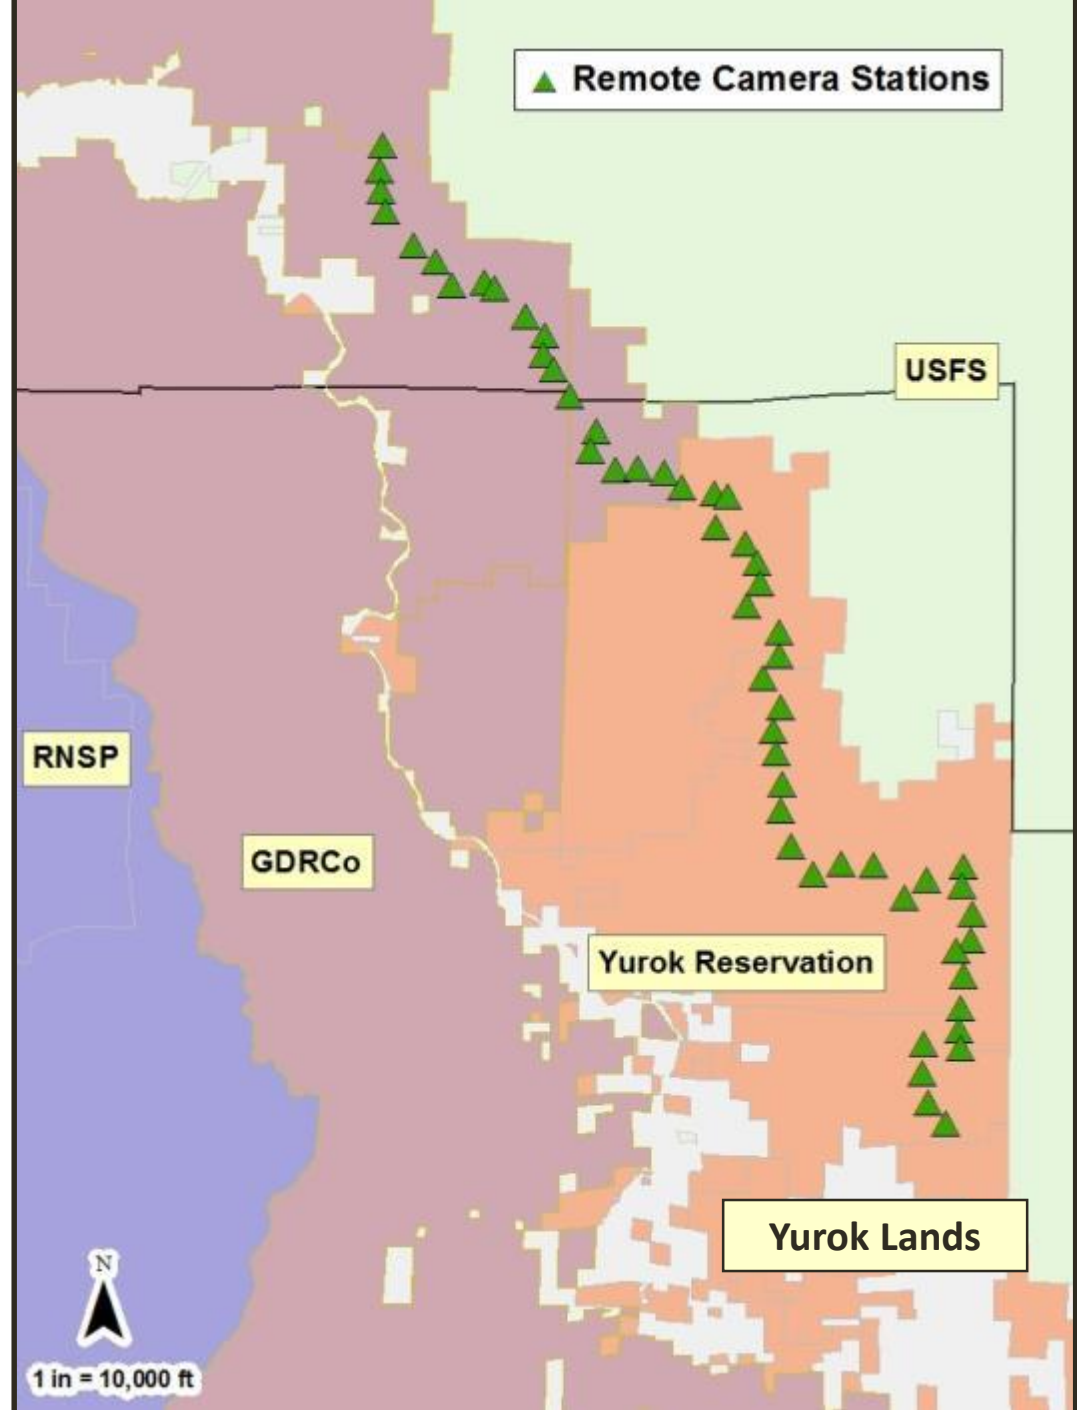 Remote Camera Stations
USFS
RNSP
GDRCo
Yurok Reservation
Yurok Lands
N
1 in = 10,000 ft